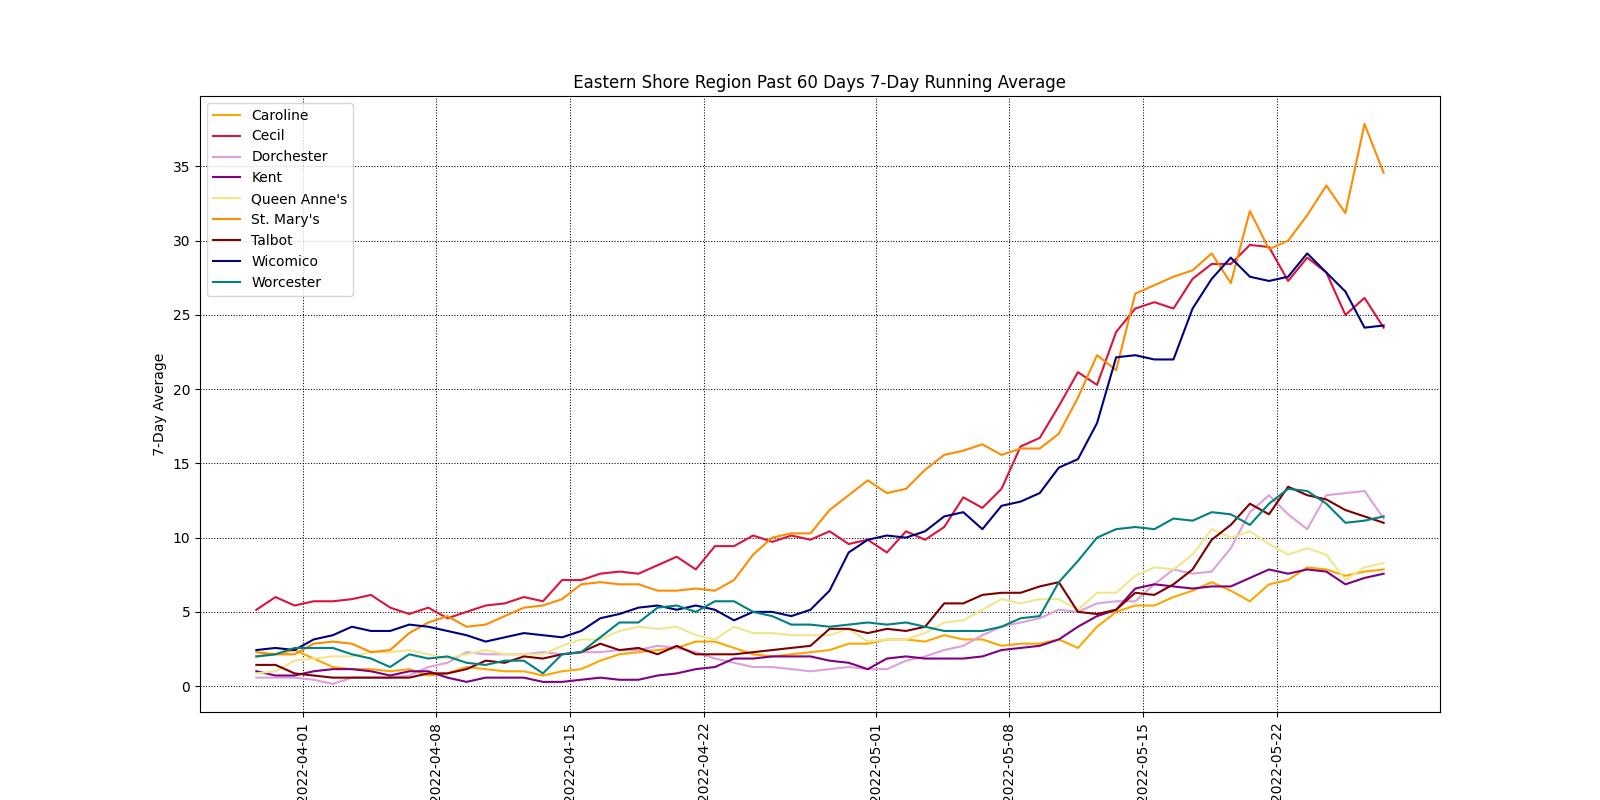 Eastern Shore Region Past 60 Days 7-Day Running Average
Caroline
Cecil
Dorchester
Kent
Queen Anne's
St. Mary's
Talbot
Wicomico
Worcester
7-Day Average
35
30
25
20
15
10
5
0
2022-04-01
2022-04-08
2022-04-15
2022-04-22
2022-05-01
2022-05-08
2022-05-15
2022-05-22